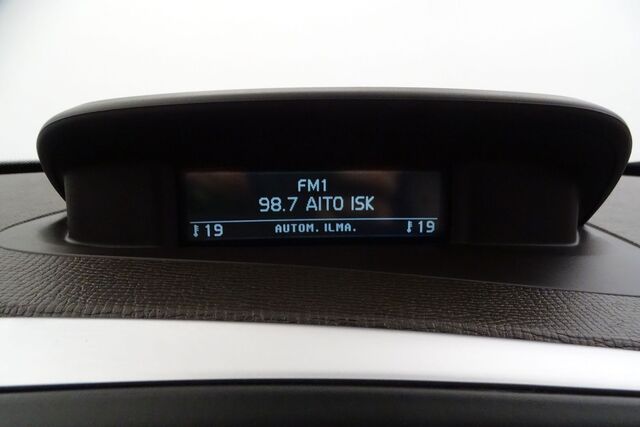 FM1
98.7 AITO ISK
19 AUTOM. ILMA. 19